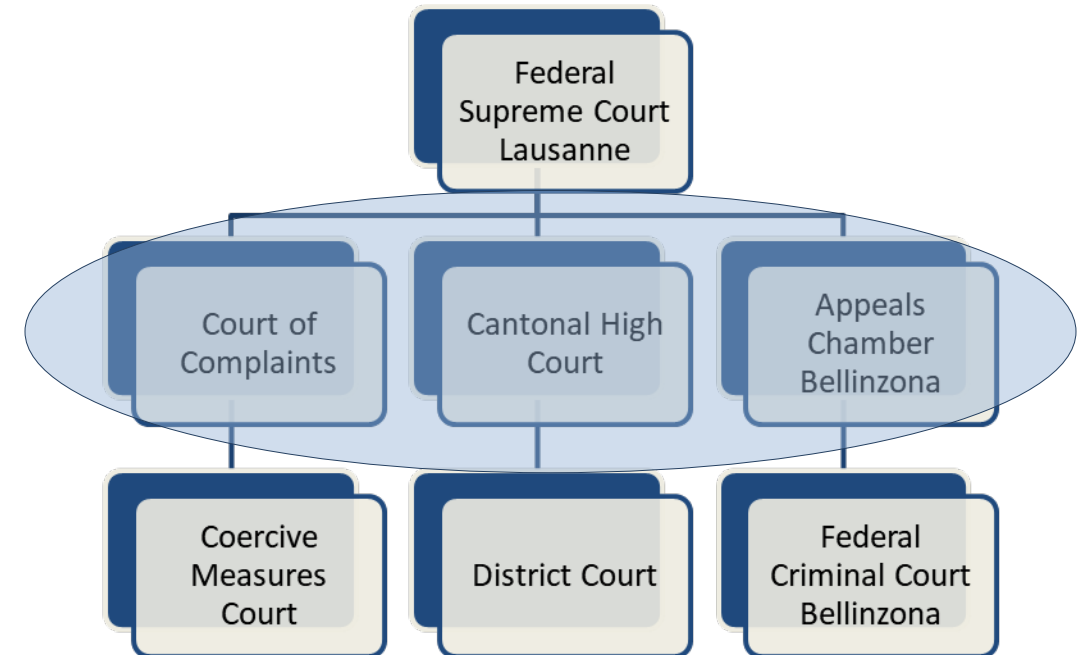 Federal
Supreme Court
Lausanne
Court of
Complaints
Cantonal High
Court
Appeals
Chamber
Bellinzona
Coercive
Measures
Court
District Court
Federal
Criminal Court
Bellinzona